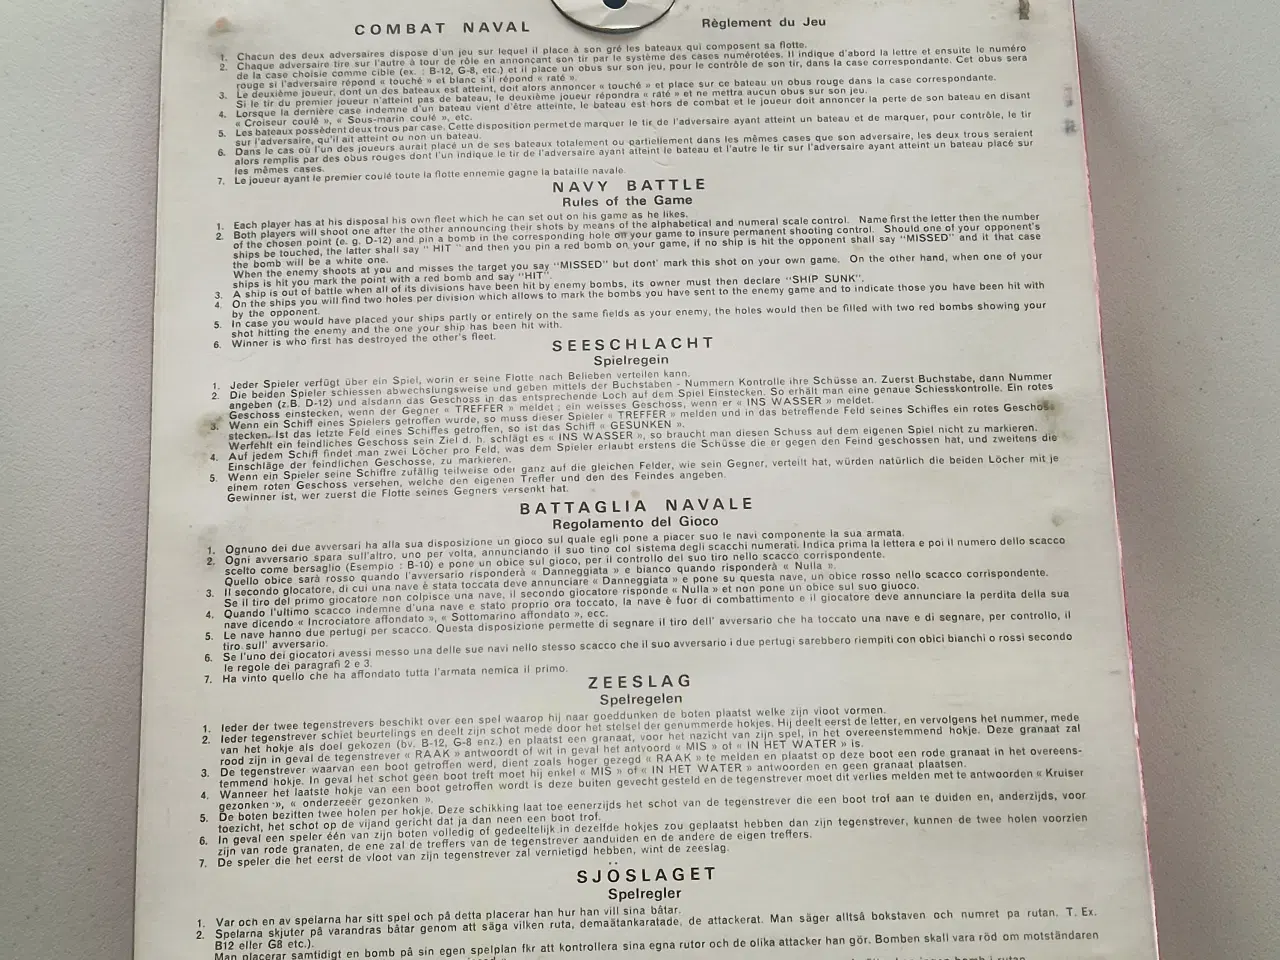 COMBAT NAVAL
Règlement du Jeu
1. Chacun des deux adversaires dispose d'un jeu sur lequel il place à son gré les bateaux qui composent sa flotte.
2. Chaque adversaire tire sur l'autre à tour de rôle en annonçant son tir par le système des cases numérotées. Il indique d'abord la lettre et ensuite le numéro
de la case choisie comme cible (ex. : B-12, G-8, etc.) et il place un obus sur son jeu, pour le contrôle de son tir, dans la case correspondante. Cet obus sera
rouge si l'adversaire répond « touché » et blanc s'il répond « raté ».
3. Le deuxième joueur, dont un des bateaux est atteint, doit alors annoncer « touché » et place sur ce bateau un obus rouge dans la case correspondante.
Si le tir du premier joueur n'atteint pas de bateau, le deuxième joueur répondra « raté » et ne mettra aucun obus sur son jeu.
4. Lorsque la dernière case indemne d'un bateau vient d'être atteinte, le bateau est hors de combat et le joueur doit annoncer la perte de son bateau en disant
« Croiseur coulé », « Sous-marin coulé », etc.
5. Les bateaux possèdent deux trous par case. Cette disposition permet de marquer le tir de l'adversaire ayant atteint un bateau et de marquer, pour contrôle, le tir
sur l'adversaire, qu'il ait atteint ou non un bateau.
6. Dans le cas où l'un des joueurs aurait placé un de ses bateaux totalement ou partiellement dans les mêmes cases que son adversaire, les deux trous seraient
alors remplis par des obus rouges dont l'un indique le tir de l'adversaire ayant atteint le bateau et l'autre le tir sur l'adversaire ayant atteint un bateau placé sur
les mêmes cases.
7. Le joueur ayant le premier coulé toute la flotte ennemie gagne la bataille navale.
NAVY BATTLE
Rules of the Game
1. Each player has at his disposal his own fleet which he can set out on his game as he likes.
2. Both players will shoot one after the other announcing their shots by means of the alphabetical and numeral scale control. Name first the letter then the number
of the chosen point (e. g. D-12) and pin a bomb in the corresponding hole on your game to insure permanent shooting control. Should one of your opponent's
ships be touched, the latter shall say " HIT " and then you pin a red bomb on your game, if no ship is hit the opponent shall say "MISSED" and it that case
the bomb will be a white one.
When the enemy shoots at you and misses the target you say "MISSED" but dont' mark this shot on your own game. On the other hand, when one of your
ships is hit you mark the point with a red bomb and say "HIT".
3. A ship is out of battle when all of its divisions have been hit by enemy bombs, its owner must then declare "SHIP SUNK".
4. On the ships you will find two holes per division which allows to mark the bombs you have sent to the enemy game and to indicate those you have been hit with
by the opponent.
5. In case you would have placed your ships partly or entirely on the same fields as your enemy, the holes would then be filled with two red bombs showing your
shot hitting the enemy and the one your ship has been hit with.
6. Winner is who first has destroyed the other's fleet.
SEESCHLACHT
Spielregein
1. Jeder Spieler verfügt über ein Spiel, worin er seine Flotte nach Belieben verteilen kann.
2. Die beiden Spieler schiessen abwechslungsweise und geben mittels der Buchstaben - Nummern Kontrolle ihre Schüsse an. Zuerst Buchstabe, dann Nummer
angeben (z.B. D-12) und alsdann das Geschoss in das entsprechende Loch auf dem Spiel Einstecken. So erhält man eine genaue Schiesskontrolle. Ein rotes
Geschoss einstecken, wenn der Gegner « TREFFER » meldet ; ein weisses Geschoss, wenn er « INS WASSER » meldet.
3. Wenn ein Schiff eines Spielers getroffen wurde, so muss dieser Spieler « TREFFER » melden und in das betreffende Feld seines Schiffes ein rotes Geschoss
stecken. Ist das letzte Feld eines Schiffes getroffen, so ist das Schiff « GESUNKEN ».
Werfehlt ein feindliches Geschoss sein Ziel d. h. schlägt es « INS WASSER », so braucht man diesen Schuss auf dem eigenen Spiel nicht zu markieren.
4. Auf jedem Schiff findet man zwei Löcher pro Feld, was dem Spieler erlaubt erstens die Schüsse die er gegen den Feind geschossen hat, und zweitens die
Einschläge der feindlichen Geschosse, zu markieren.
5. Wenn ein Spieler seine Schiffre zufällig teilweise oder ganz auf die gleichen Felder, wie sein Gegner, verteilt hat, würden natürlich die beiden Löcher mit je
einem roten Geschoss versehen, welche den eigenen Treffer und den des Feindes angeben.
Gewinner ist, wer zuerst die Flotte seines Gegners versenkt hat.
BATTAGLIA NAVALE
Regolamento del Gioco
1. Ognuno dei due avversari ha alla sua disposizione un gioco sul quale egli pone a piacer suo le navi componente la sua armata.
2. Ogni avversario spara sull'altro, uno per volta, annunciando il suo tino col sistema degli scacchi numerati. Indica prima la lettera e poi il numero dello scacco
scelto come bersaglio (Esempio : B-10) e pone un obice sul gioco, per il controllo del suo tiro nello scacco corrispondente.
Quello obice sarà rosso quando l'avversario risponderà « Danneggiata » e bianco quando risponderà « Nulla ».
3. Il secondo glocatore, di cui una nave è stata toccata deve annunciare « Danneggiata » e pone su questa nave, un obice rosso nello scacco corrispondente.
Se il tiro del primo giocatore non colpisce una nave, il secondo giocatore risponde « Nulla » et non pone un obice sul suo giuoco.
4. Quando l'ultimo scacco indemne d'una nave e stato proprio ora toccato, la nave è fuor di combattimento e il giocatore deve annunciare la perdita della sua
nave dicendo « Incrociatore affondato », « Sottomarino affondato », ecc.
5. Le nave hanno due pertugi per scacco. Questa disposizione permette di segnare il tiro dell' avversario che ha toccato una nave e di segnare, per controllo, il
tiro sull' avversario.
6. Se l'uno dei giocatori avessi messo una delle sue navi nello stesso scacco che il suo avversario i due pertugi sarebbero riempiti con obici bianchi o rossi secondo
le regole dei paragrafi 2 e 3.
7. Ha vinto quello che ha affondato tutta l'armata nemica il primo.
ZEESLAG
Spelregelen
1. Ieder der twee tegenstrevers beschikt over een spel waarop hij naar goeddunken de boten plaatst welke zijn vloot vormen.
2. Ieder tegenstrever schiet beurtelings en deelt zijn schot mede door het stelsel der genummerde hokjes. Hij deelt eerst de letter, en vervolgens het nummer, mede
van het hokje als doel gekozen (bv. B-12, G-8 enz.) en plaatst een granaat, voor het nazicht van zijn spel, in het overeenstemmend hokje. Deze granaat zal
rood zijn in geval de tegenstrever « RAAK » antwoordt of wit in geval het antvoord « MIS » of « IN HET WATER » is.
3. De tegenstrever waarvan een boot getroffen werd, dient zoals hoger gezegd « RAAK » te melden en plaatst op deze boot een rode granaat in het overeens-
temmend hokje. In geval het schot geen boot treft moet hij enkel « MIS » of « IN HET WATER » antwoorden en geen granaat plaatsen.
4. Wanneer het laatste hokje van een boot getroffen wordt is deze buiten gevecht gesteld en de tegenstrever moet dit verlies melden met te antwoorden « Kruiser
gezonken », « onderzeeër gezonken ».
5. De boten bezitten twee holen per hokje. Deze schikking laat toe eenerzijds het schot van de tegenstrever die een boot trof aan te duiden en, anderzijds, voor
toezicht, het schot op de vijand gericht dat ja dan neen een boot trof.
6. In geval een speler één van zijn boten volledig of gedeeltelijk in dezelfde hokjes zou geplaatst hebben dan zijn tegenstrever, kunnen de twee holen voorzien
zijn van rode granaten, de ene zal de treffers van de tegenstrever aanduiden en de andere de eigen treffers.
7. De speler die het eerst de vloot van zijn tegenstrever zal vernietigd hebben, wint de zeeslag.
SJÖSLAGET
Spelregler
1. Var och en av spelarna har sitt spel och på detta placerar han hur han vill sina båtar.
2. Spelarna skjuter på varandras båtar genom att säga vilken ruta, demaätankaratade, de attackerat. Man säger alltså bokstaven och numret pa rutan. T. Ex.
B12 eller G8 etc.).
Man placerar samtidigt en bomb på sin egen spelplan fkr att kontrollera sina egna rutor och de olika attacker han gör. Bomben skall vara röd om motståndaren